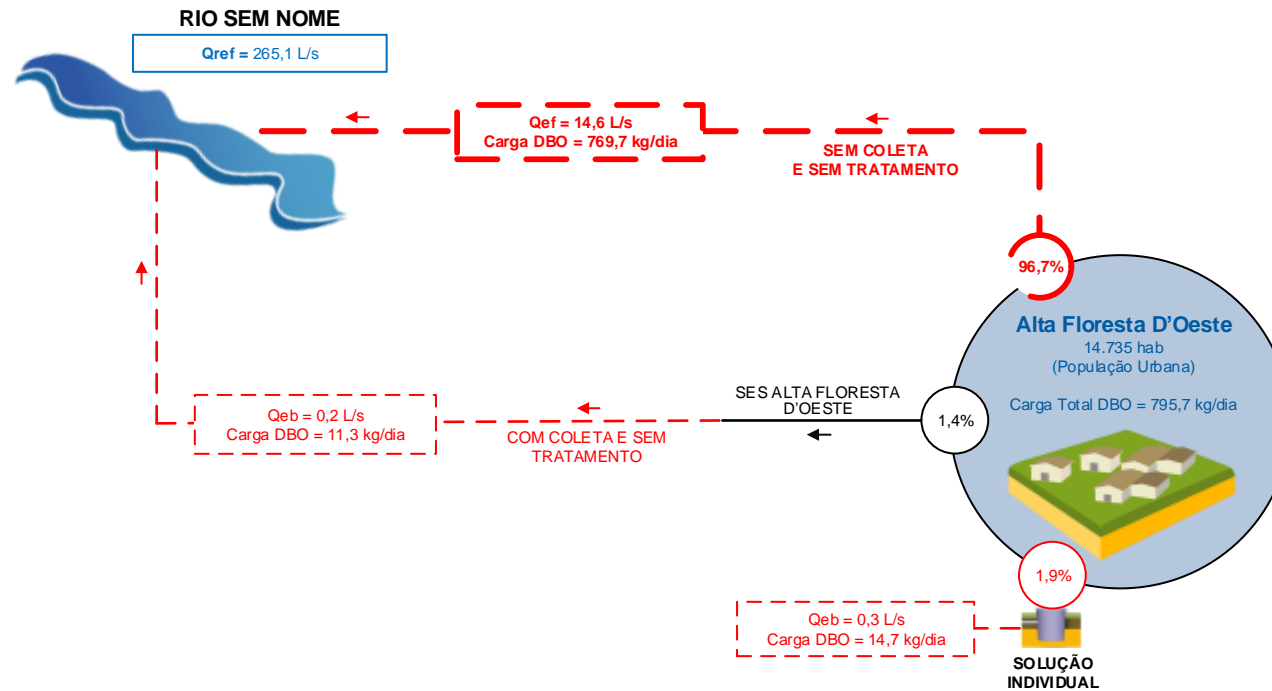 RIO SEM NOME
Qref = 265,1 L/s
Qef = 14,6 L/s
Carga DBO = 769,7 kg/dia
SEM COLETA
E SEM TRATAMENTO
96,7%
Alta Floresta D'Oeste
14.735 hab
(População Urbana)
Carga Total DBO = 795,7 kg/dia
SES ALTA FLORESTA
D'OESTE
1,4%
Qeb = 0,2 L/s
Carga DBO = 11,3 kg/dia
COM COLETA E SEM
TRATAMENTO
1,9%
Qeb = 0,3 L/s
Carga DBO = 14,7 kg/dia
SOLUÇÃO
INDIVIDUAL